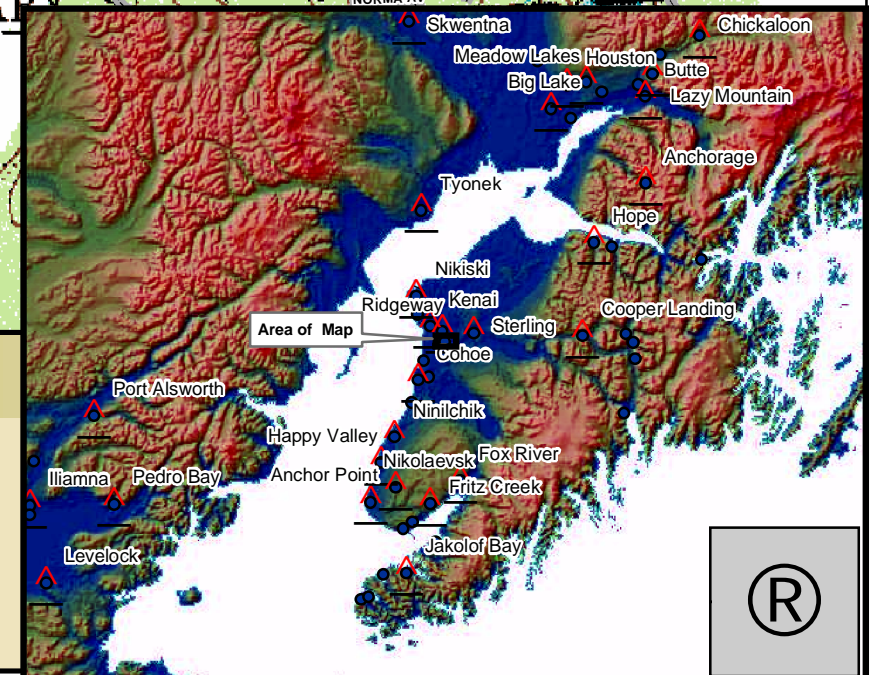 NORMA AV
Skwentna
Chickaloon
Meadow Lakes
Houston
Butte
Big Lake
Lazy Mountain
Anchorage
Tyonek
Hope
Nikiski
Ridgeway
Kenai
Cooper Landing
Area of Map
Sterling
Cohoe
Port Alsworth
Ninilchik
Happy Valley
Nikolaevsk
Fox River
Iliamna
Pedro Bay
Anchor Point
Fritz Creek
Levelock
Jakolof Bay
®